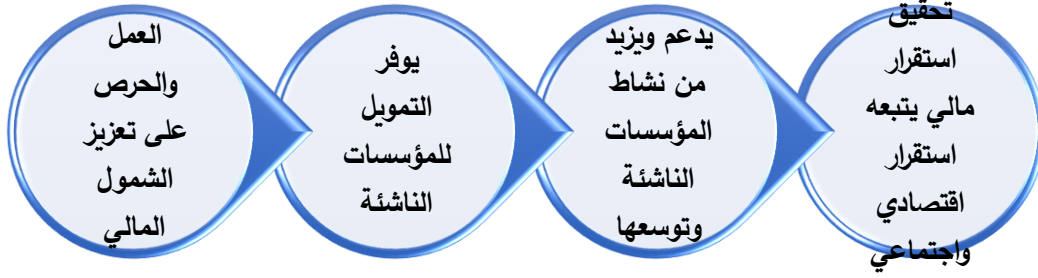 العمل
والحرص
على تعزيز
الشمول
المالي
يوفر
التمويل
للمؤسسات
الناشئة
يدعم ويزيد
من نشاط
المؤسسات
الناشئة
وتوسعها
تحقيق
استقرار
مالي يتبعه
استقرار
اقتصادي
واجتماعي